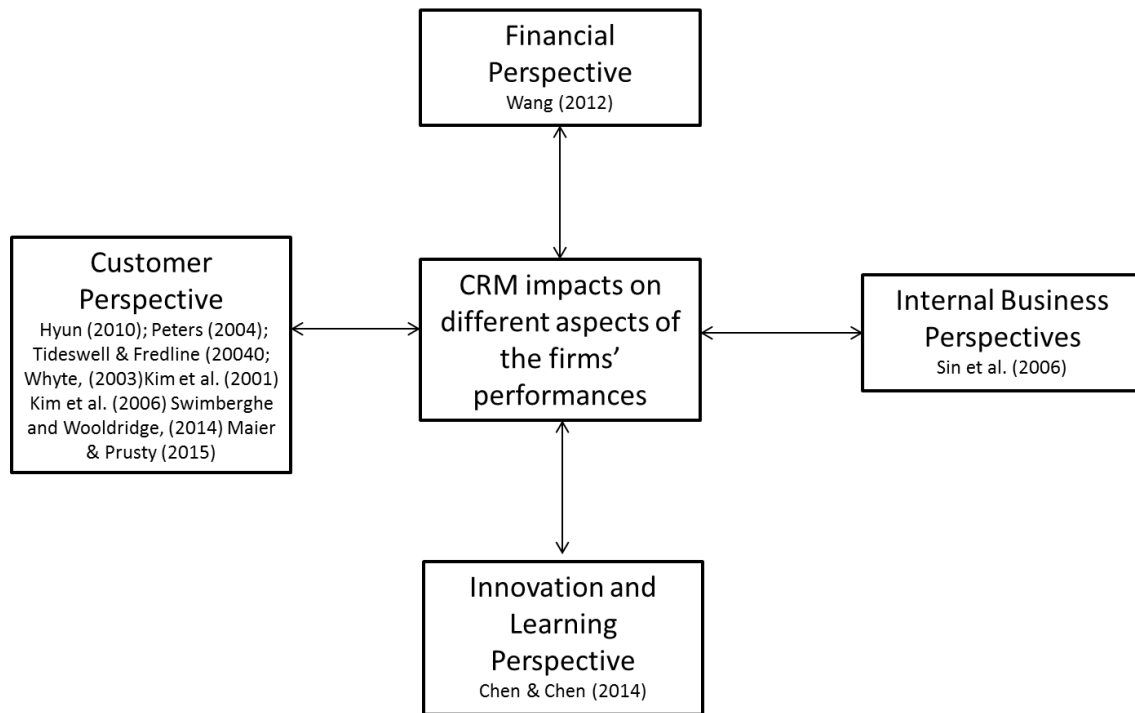 Financial
Perspective
Wang (2012)
Customer
Perspective
Hyun (2010); Peters (2004);
Tideswell & Fredline (20040;
Whyte, (2003)Kim et al. (2001)
Kim et al. (2006) Swimberghe
and Wooldridge, (2014) Maier
& Prusty (2015)
CRM impacts on
different aspects of
the firms’
performances
Internal Business
Perspectives
Sin et al. (2006)
Innovation and
Learning
Perspective
Chen & Chen (2014)